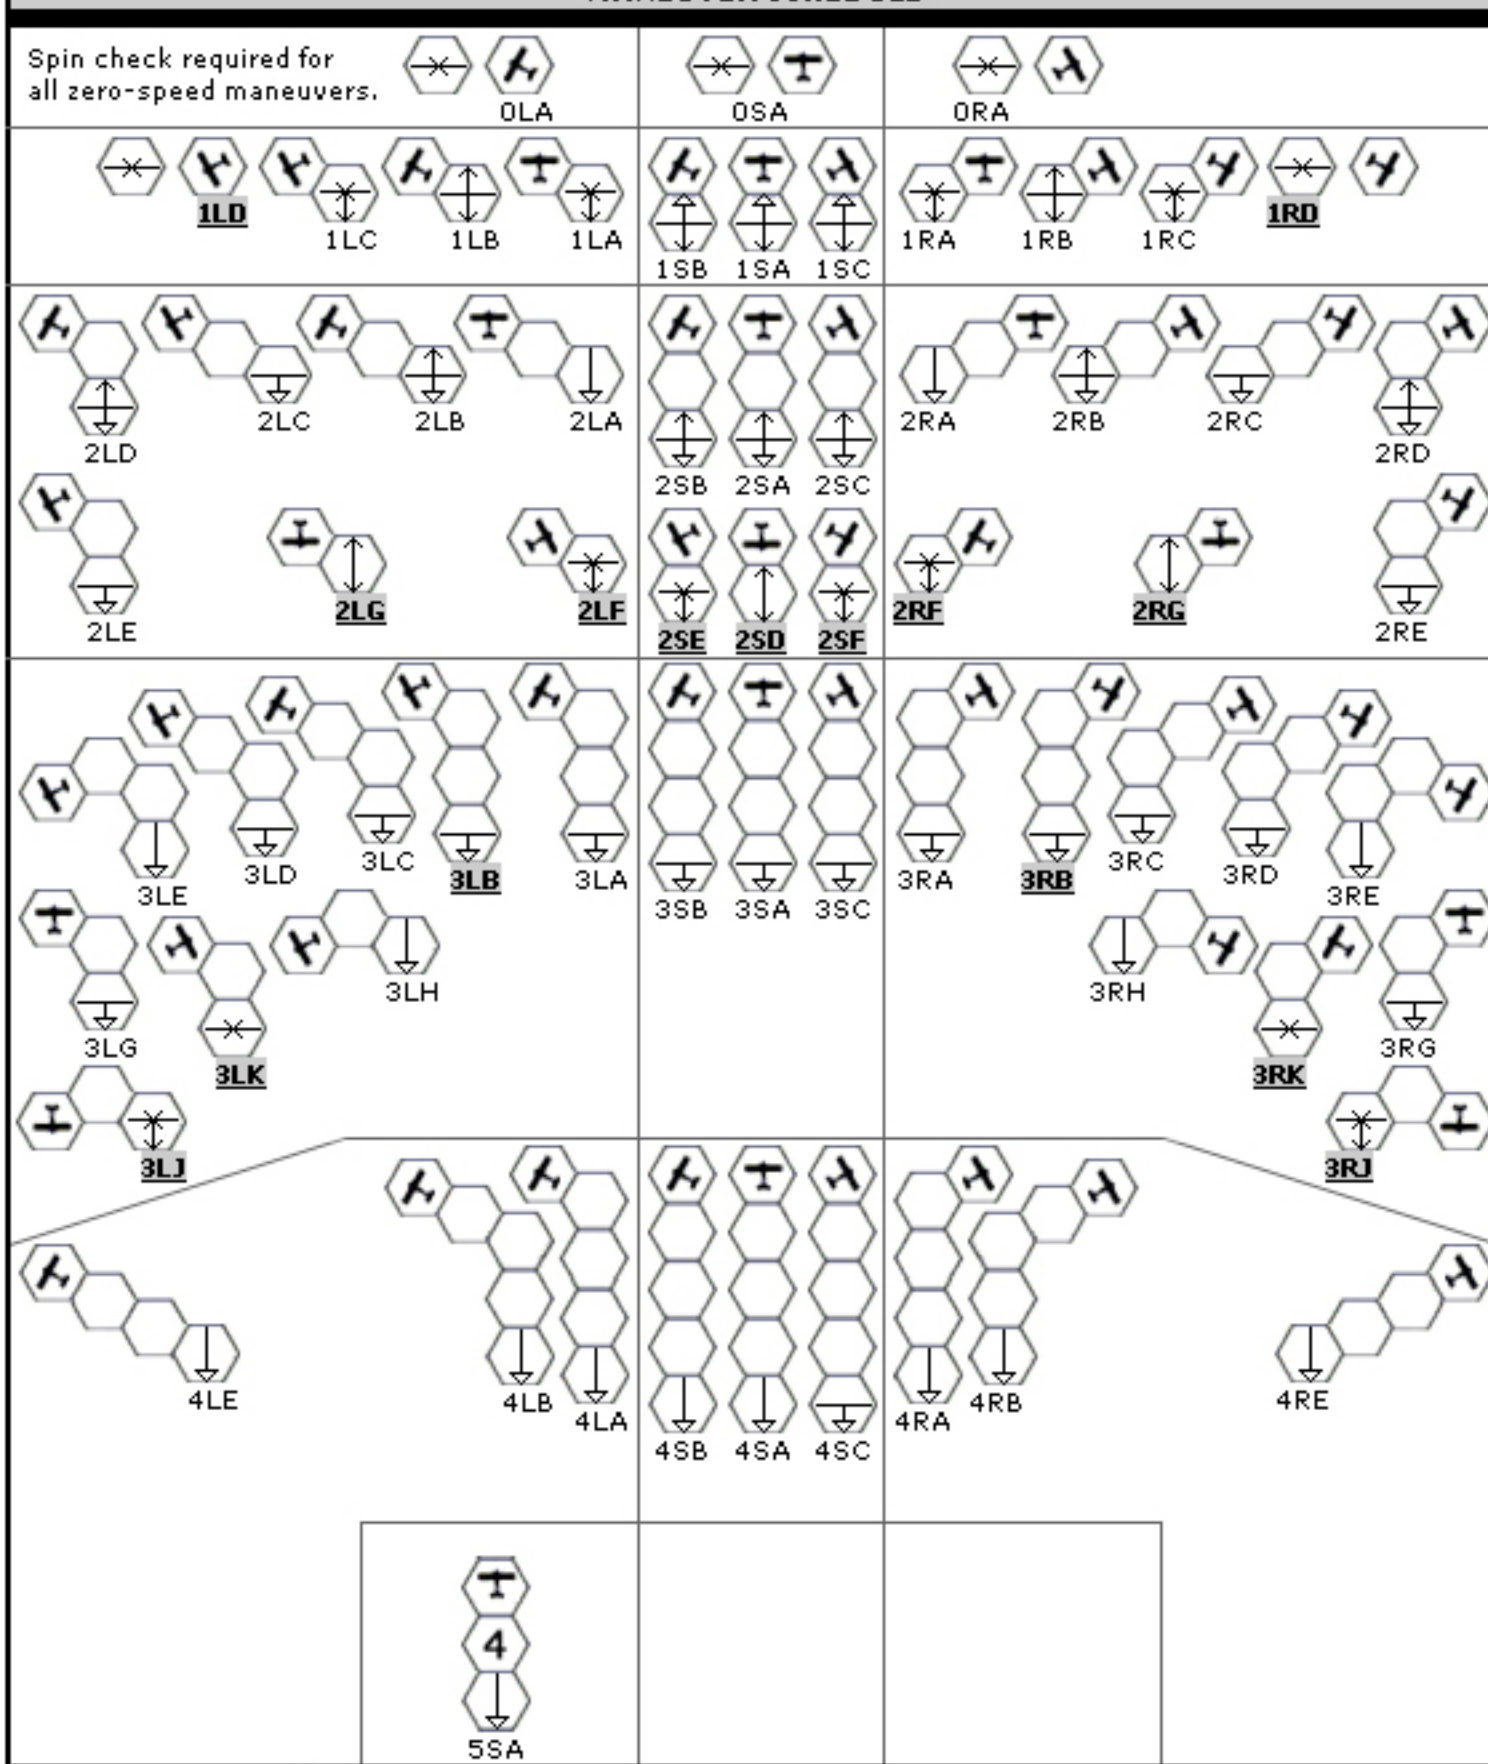 Spin check required for
all zero-speed maneuvers.
0LA 0SA 0RA
1LD 1LC 1LB 1LA 1SB 1SA 1SC 1RA 1RB 1RC 1RD
2LD 2LC 2LB 2LA 2SB 2SA 2SC 2RA 2RB 2RC 2RD
2LE 2LG 2LF 2SE 2SD 2SF 2RF 2RG 2RE
3LE 3LD 3LC 3LB 3LA 3SB 3SA 3SC 3RA 3RB 3RC 3RD 3RE
3LG 3LK 3LH 3RH 3RK 3RG
3LJ 3RJ
4LE 4LB 4LA 4SB 4SA 4SC 4RA 4RB 4RE
4
5SA